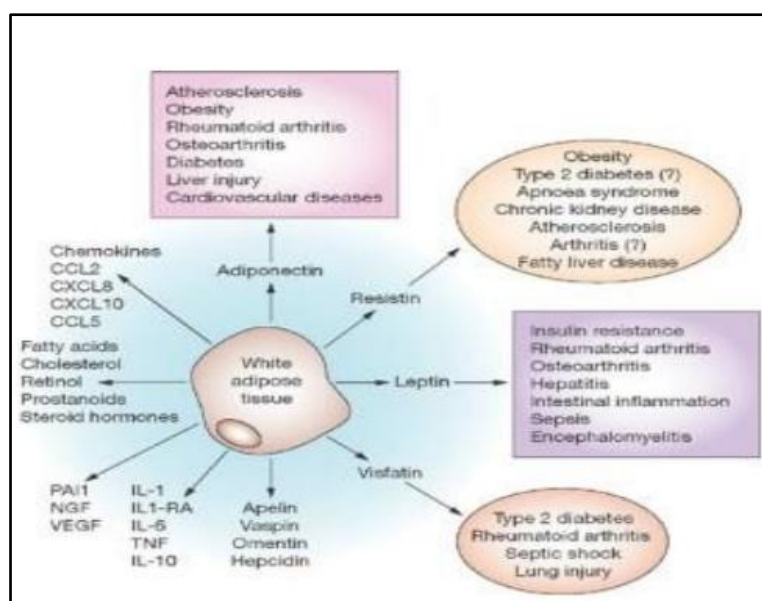 Atherosclerosis
Obesity
Rheumatoid arthritis
Osteoarthritis
Diabetes
Liver injury
Cardiovascular diseases
Obesity
Type 2 diabetes (?)
Apnoea syndrome
Chronic kidney disease
Atherosclerosis
Arthritis (?)
Fatty liver disease
Chemokines
CCL2
CXCL8
CXCL10
CCL5
Adiponectin
Resistin
Fatty acids
Cholesterol
Retinol
Prostanoids
Steroid hormones
White
adipose
tissue
Leptin
Insulin resistance
Rheumatoid arthritis
Osteoarthritis
Hepatitis
Intestinal inflammation
Sepsis
Encephalomyelitis
Visfatin
PAI1
NGF
VEGF
IL-1
IL1-RA
IL-6
TNF
IL-10
Apelin
Vaspin
Omentin
Hepcidin
Type 2 diabetes
Rheumatoid arthritis
Septic shock
Lung injury